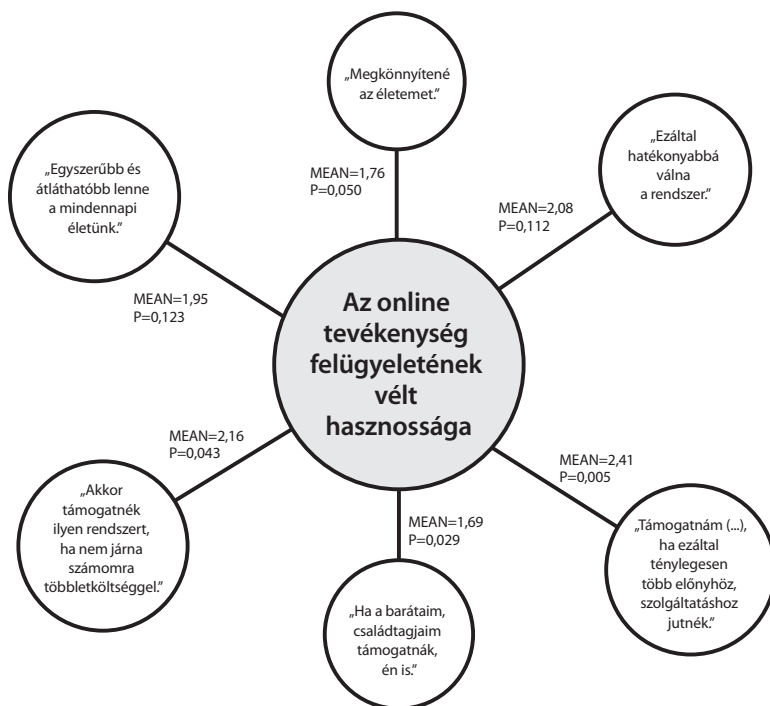 „Megkönnyítené
az életemet.”
MEAN=1,76
P=0,050
„Ezáltal
hatékonyabbá
válna
a rendszer.”
MEAN=2,08
P=0,112
„Egyszerűbb és
átláthatóbb lenne
a mindennapi
életünk.”
MEAN=1,95
P=0,123
Az online
tevékenység
felügyeletének
vélt
hasznossága
MEAN=2,16
P=0,043
„Akkor
támogatnék
ilyen rendszert,
ha nem járna
számomra
többletköltséggel.”
MEAN=1,69
P=0,029
„Ha a barátaim,
családtagjaim
támogatnák,
én is.”
MEAN=2,41
P=0,005
„Támogatnám (...),
ha ezáltal
ténylegesen
több előnyhöz,
szolgáltatáshoz
jutnék.”